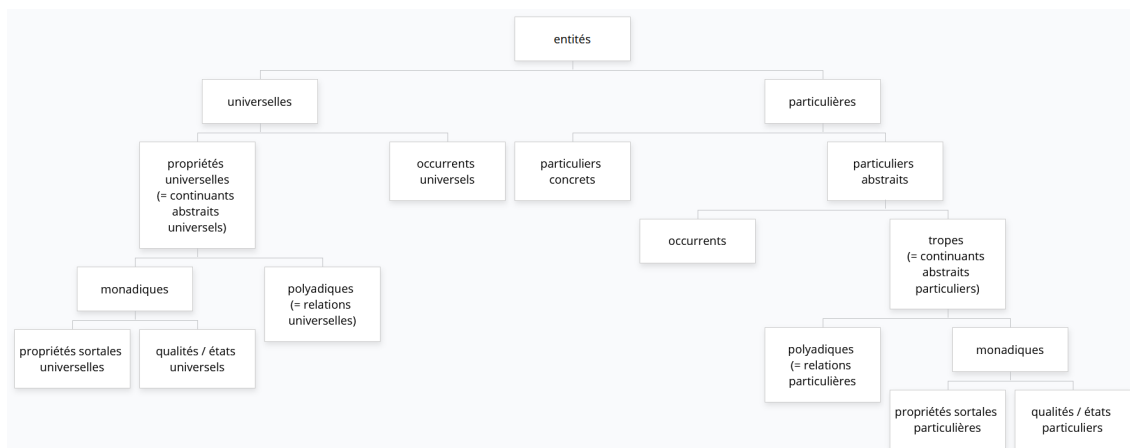 entités
universelles
particulières
propriétés
universelles
(= continuants
abstraits
universels)
occurrents
universels
particuliers
concrets
particuliers
abstraits
occurrents
tropes
(= continuants
abstraits
particuliers)
monadiques
polyadiques
(= relations
universelles)
propriétés sortales
universelles
qualités / états
universels
polyadiques
(= relations
particulières
monadiques
propriétés sortales
particulières
qualités / états
particuliers